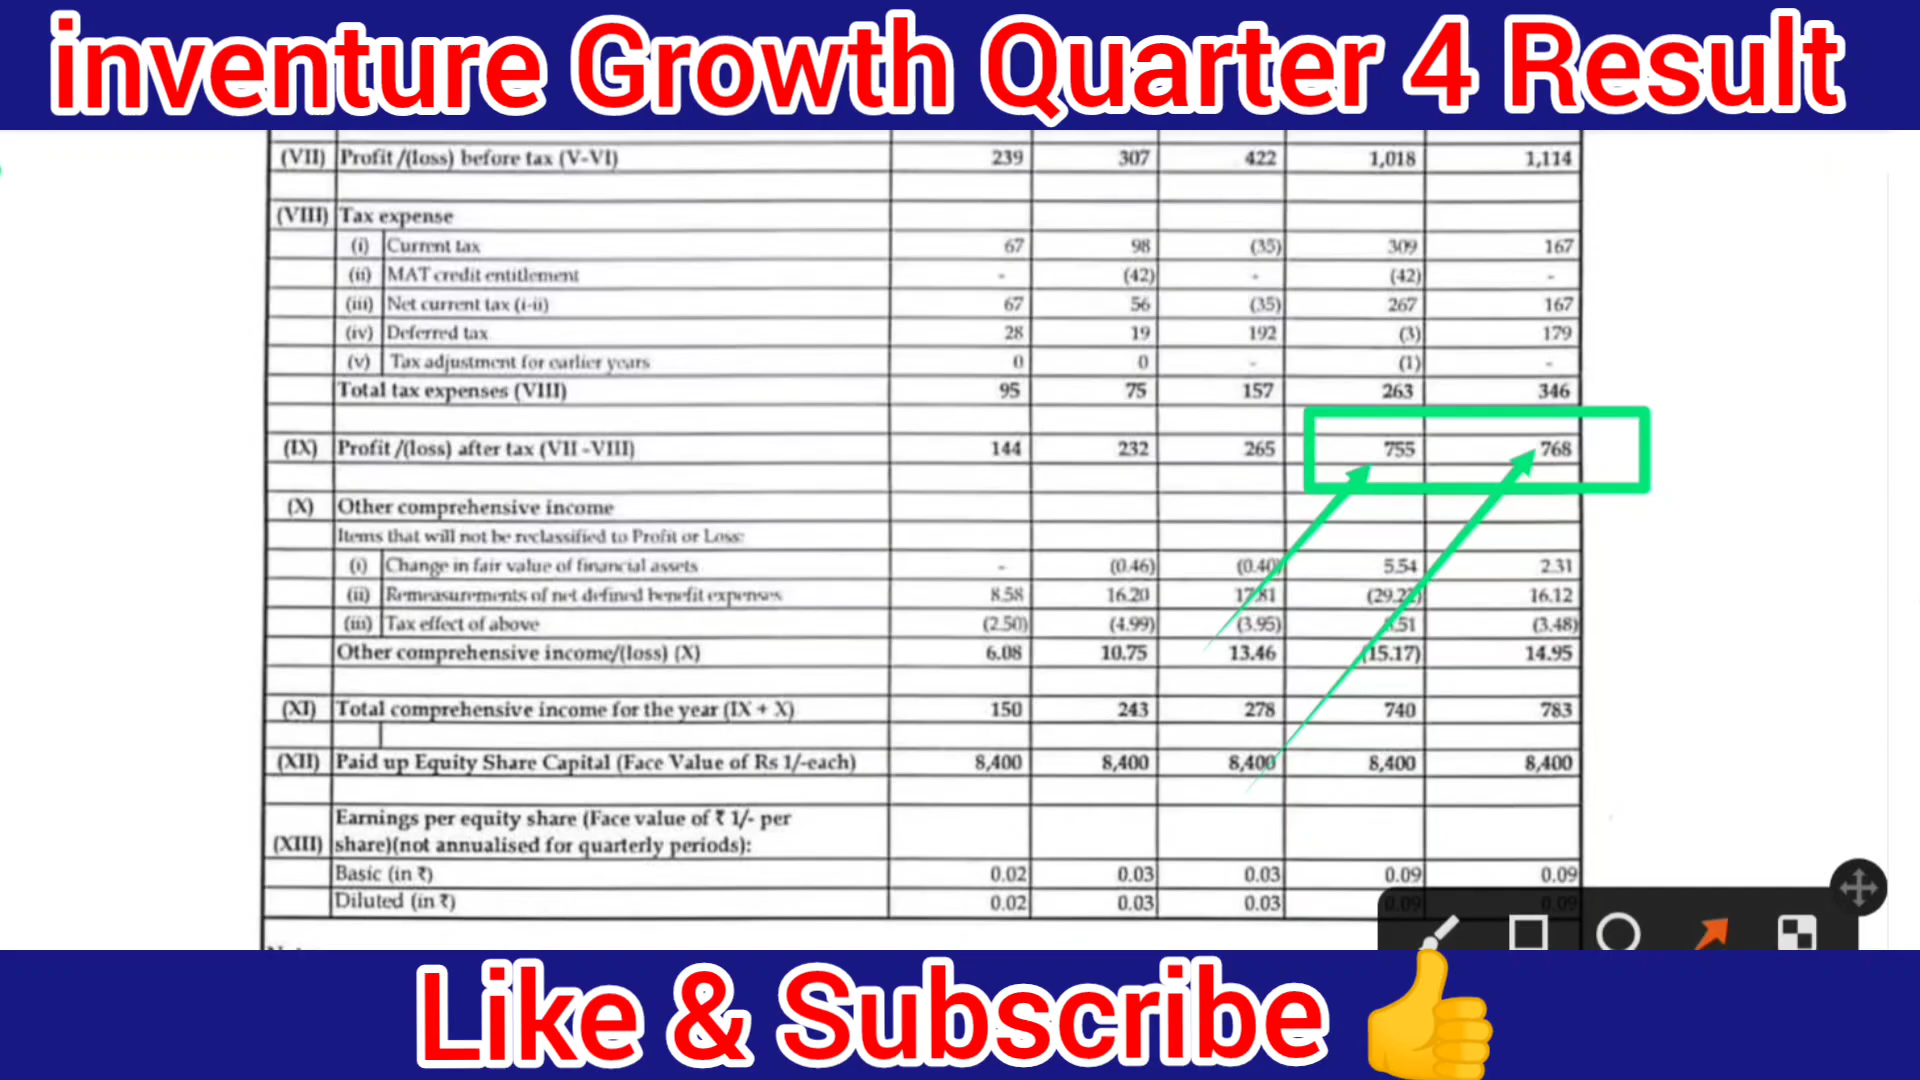 inventure Growth Quarter 4 Result
(VII) Profit /(loss) before tax (V-VI) 239 307 422 1,018 1,114
(VIII) Tax expense
(i) Current tax 67 98 (35) 309 167
(ii) MAT credit entitlement - (42) - (42) -
(iii) Net current tax (i-ii) 67 56 (35) 267 167
(iv) Deferred tax 28 19 192 (3) 179
(v) Tax adjustment for earlier years 0 0 - (1) -
Total tax expenses (VIII) 95 75 157 263 346
(IX) Profit /(loss) after tax (VII -VIII) 144 232 265 755 768
(X) Other comprehensive income
Items that will not be reclassified to Profit or Loss:
(i) Change in fair value of financial assets - (0.46) (0.40) 5.54 2.31
(ii) Remeasurements of net defined benefit expenses 8.58 16.20 17.81 16.12
(iii) Tax effect of above (2.50) (4.99) (3.95) (3.48)
Other comprehensive income/(loss) (X) 6.08 10.75 13.46 (15.17) 14.95
(XI) Total comprehensive income for the year (IX + X) 150 243 278 740 783
(XII) Paid up Equity Share Capital (Face Value of Rs 1/-each) 8,400 8,400 8,400 8,400 8,400
Earnings per equity share (Face value of ₹ 1/- per
(XIII) share)(not annualised for quarterly periods):
Basic (in ₹) 0.02 0.03 0.03 0.09 0.09
Diluted (in ₹) 0.02 0.03 0.03 0.09 0.09
Like & Subscribe